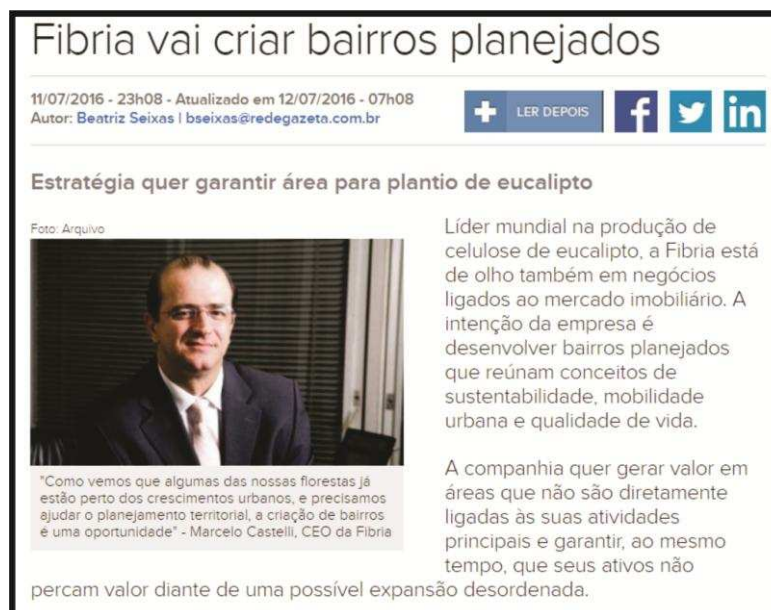 Fibria vai criar bairros planejados
11/07/2016 - 23h08 - Atualizado em 12/07/2016 - 07h08
Autor: Beatriz Seixas | bseixas@redegazeta.com.br
+ LER DEPOIS
f
in
Estratégia quer garantir área para plantio de eucalipto
Foto: Arquivo
"Como vemos que algumas das nossas florestas já
estão perto dos crescimentos urbanos, e precisamos
ajudar o planejamento territorial, a criação de bairros
é uma oportunidade" - Marcelo Castelli, CEO da Fibria
Líder mundial na produção de
celulose de eucalipto, a Fibria está
de olho também em negócios
ligados ao mercado imobiliário. A
intenção da empresa é
desenvolver bairros planejados
que reúnam conceitos de
sustentabilidade, mobilidade
urbana e qualidade de vida.
A companhia quer gerar valor em
áreas que não são diretamente
ligadas às suas atividades
principais e garantir, ao mesmo
tempo, que seus ativos não
percam valor diante de uma possível expansão desordenada.